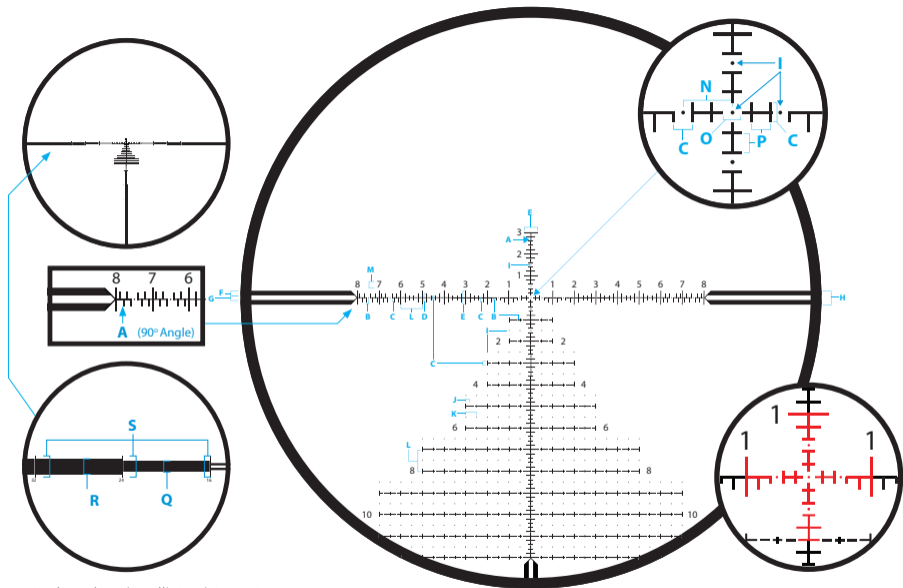 I
N
O
P
C
C
E
3
A
2
I
1
8 7 6
A (90° Angle)
F
G
M
8 7 6 5 4 3 2 1
1 2 3 4 5 6 7 8
H
B C L D E C B
I
2 2
C
4 4
J
K
6 6
L
8 8
10 10
S
R
Q
24
1
1 1